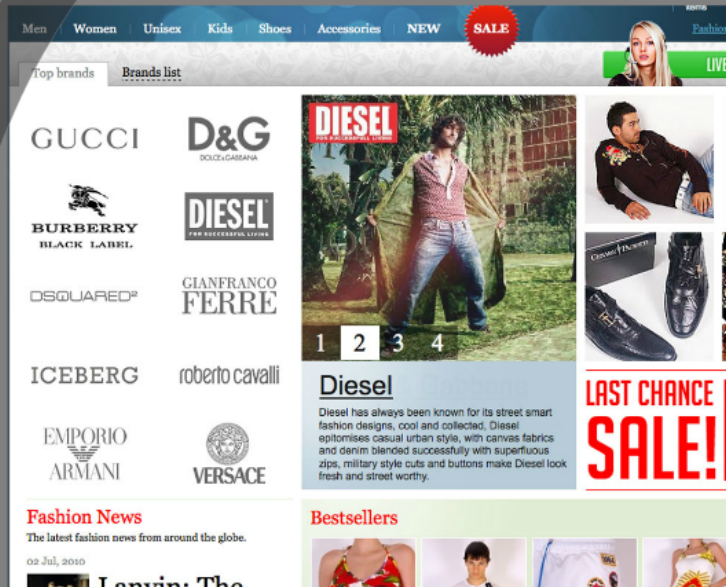 items
Men Women Unisex Kids Shoes Accessories NEW SALE
Fashion
LIVE
Top brands Brands list
GUCCI
D&G
DOLCE & GABBANA
BURBERRY
BLACK LABEL
DIESEL
FOR SUCCESSFUL LIVING
DSQUARED²
GIANFRANCO
FERRE
ICEBERG
roberto cavalli
EMPORIO
ARMANI
VERSACE
DIESEL
FOR SUCCESSFUL LIVING
1 2 3 4
Diesel
Diesel has always been known for its street smart
fashion designs, cool and collected, Diesel
epitomises casual urban style, with canvas fabrics
and denim blended successfully with superfluous
zips, military style cuts and buttons make Diesel look
fresh and street worthy.
LAST CHANCE
SALE!
Fashion News
The latest fashion news from around the globe.
02 Jul, 2010
Lanvin: The
Bestsellers